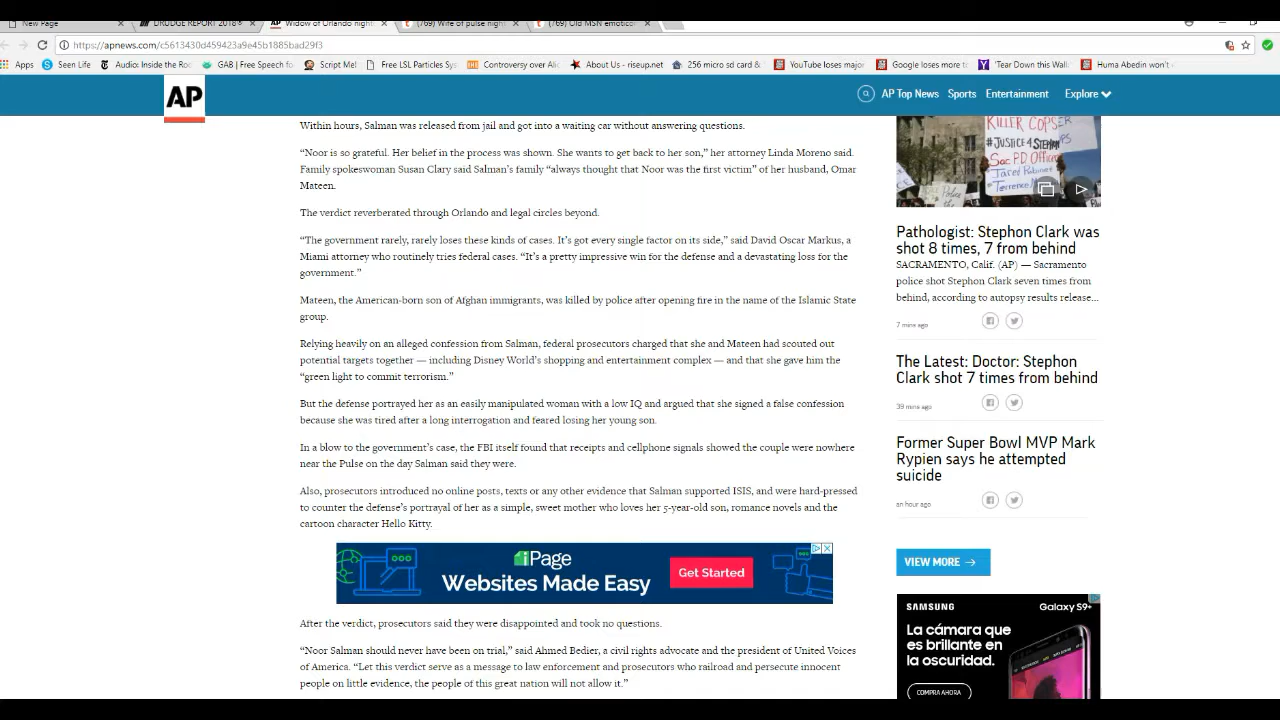 New Page
DRUDGE REPORT 2018®
Widow of Orlando night
(769) Wife of pulse nigh
(769) Old MSN emotico
https://apnews.com/c5613430d459423a9e45b1885bad29f3
Apps
Seen Life
Audio: Inside the Roc
GAB | Free Speech fo
Script Me!
Free LSL Particles Sy
Controversy over Ali
About Us - riseup.net
256 micro sd card &
YouTube loses major
Google loses more t
'Tear Down this Wall
Huma Abedin won't
AP
AP Top News
Sports
Entertainment
Explore
Within hours, Salman was released from jail and got into a waiting car without answering questions.
“Noor is so grateful. Her belief in the process was shown. She wants to get back to her son,” her attorney Linda Moreno said.
Family spokeswoman Susan Clary said Salman’s family “always thought that Noor was the first victim” of her husband, Omar
Mateen.
The verdict reverberated through Orlando and legal circles beyond.
“The government rarely, rarely loses these kinds of cases. It’s got every single factor on its side,” said David Oscar Markus, a
Miami attorney who routinely tries federal cases. “It’s a pretty impressive win for the defense and a devastating loss for the
government.”
Mateen, the American-born son of Afghan immigrants, was killed by police after opening fire in the name of the Islamic State
group.
Relying heavily on an alleged confession from Salman, federal prosecutors charged that she and Mateen had scouted out
potential targets together — including Disney World’s shopping and entertainment complex — and that she gave him the
“green light to commit terrorism.”
But the defense portrayed her as an easily manipulated woman with a low IQ and argued that she signed a false confession
because she was tired after a long interrogation and feared losing her young son.
In a blow to the government’s case, the FBI itself found that receipts and cellphone signals showed the couple were nowhere
near the Pulse on the day Salman said they were.
Also, prosecutors introduced no online posts, texts or any other evidence that Salman supported ISIS, and were hard-pressed
to counter the defense’s portrayal of her as a simple, sweet mother who loves her 5-year-old son, romance novels and the
cartoon character Hello Kitty.
iPage
Websites Made Easy
Get Started
After the verdict, prosecutors said they were disappointed and took no questions.
“Noor Salman should never have been on trial,” said Ahmed Bedier, a civil rights advocate and the president of United Voices
of America. “Let this verdict serve as a message to law enforcement and prosecutors who railroad and persecute innocent
people on little evidence, the people of this great nation will not allow it.”
KILLER COPS
#JUSTICE4
Sac PD Officer
Terrence
Pathologist: Stephon Clark was
shot 8 times, 7 from behind
SACRAMENTO, Calif. (AP) — Sacramento
police shot Stephon Clark seven times from
behind, according to autopsy results release...
7 mins ago
The Latest: Doctor: Stephon
Clark shot 7 times from behind
39 mins ago
Former Super Bowl MVP Mark
Rypien says he attempted
suicide
an hour ago
VIEW MORE
SAMSUNG
Galaxy S9+
La cámara que
es brillante en
la oscuridad.
COMPRA AHORA